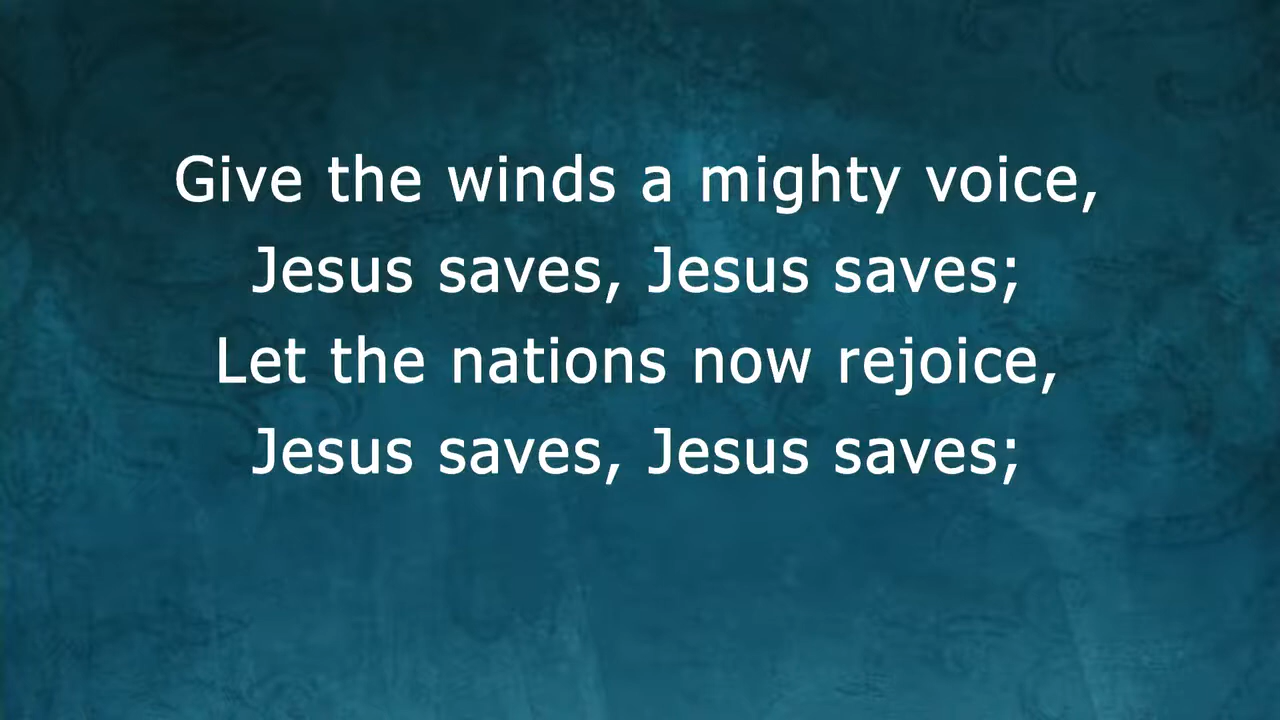 Give the winds a mighty voice,
Jesus saves, Jesus saves;
Let the nations now rejoice,
Jesus saves, Jesus saves;